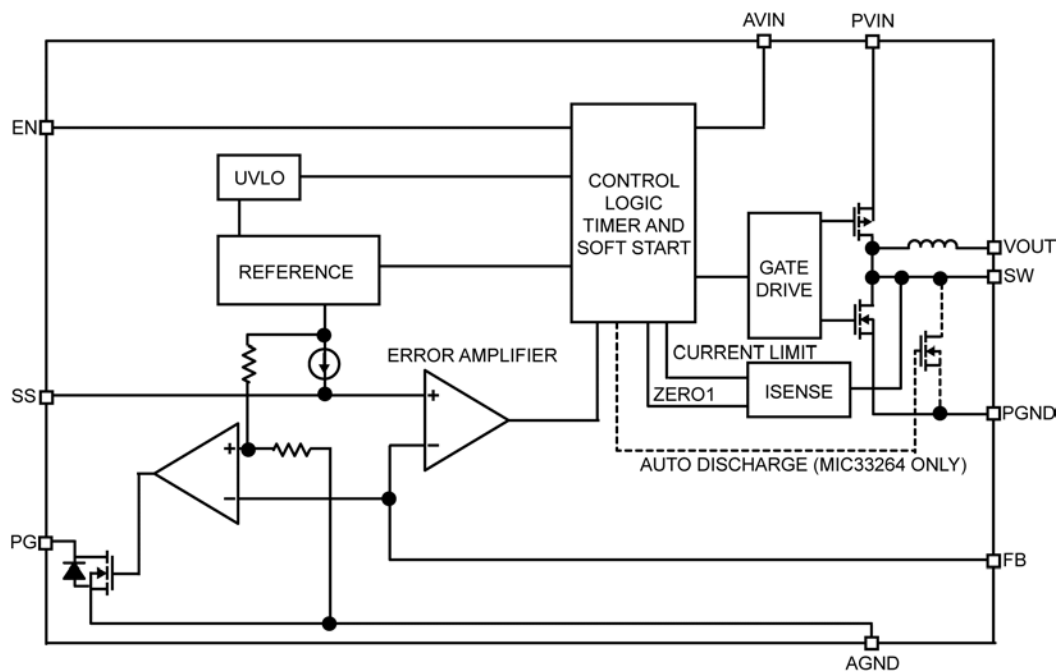 AVIN
PVIN
EN
UVLO
CONTROL
LOGIC
TIMER AND
SOFT START
REFERENCE
GATE
DRIVE
VOUT
SW
ERROR AMPLIFIER
CURRENT LIMIT
ISENSE
ZERO1
SS
+
−
PGND
+
−
AUTO DISCHARGE (MIC33264 ONLY)
PG
FB
AGND